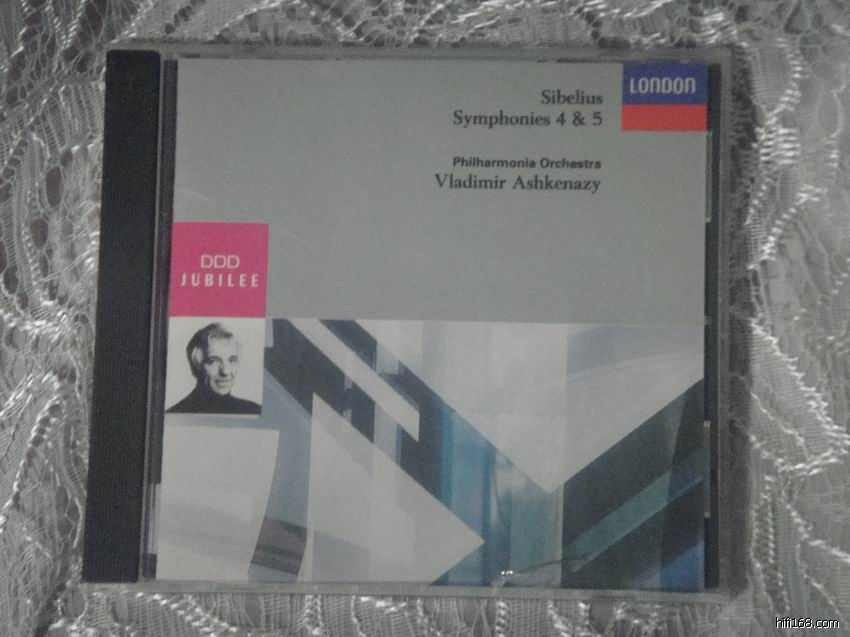 LONDON
Sibelius
Symphonies 4 & 5
Philharmonia Orchestra
Vladimir Ashkenazy
DDD
JUBILEE
hifi168.com